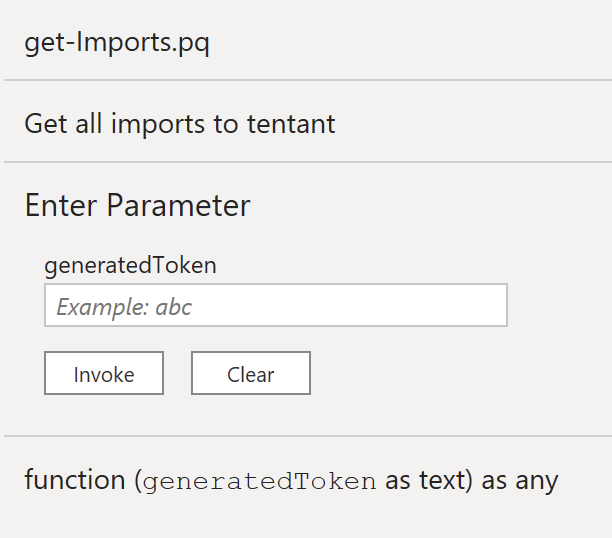 get-Imports.pq
Get all imports to tentant
Enter Parameter
generatedToken
Example: abc
Invoke Clear
function (generatedToken as text) as any